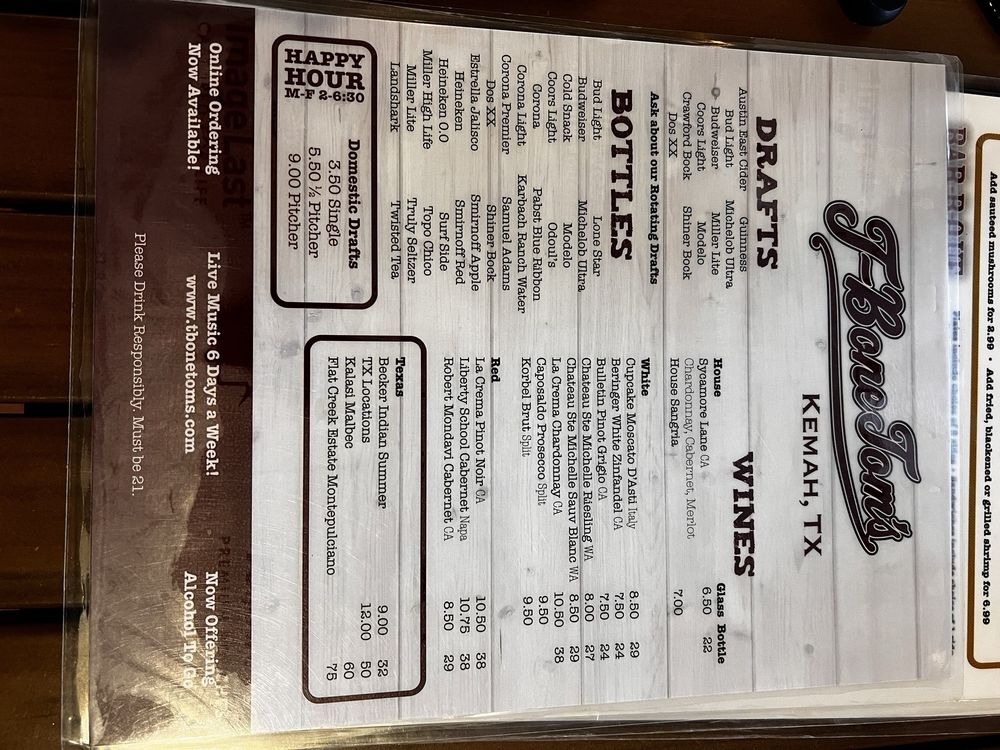 T-Bone Tom's
KEMAH, TX
DRAFTS
Austin East Cider Guinness
Bud Light Michelob Ultra
Budweiser Miller Lite
Coors Light Modelo
Crawford Bock Shiner Bock
Dos XX
Ask about our Rotating Drafts
BOTTLES
Bud Light Lone Star
Budweiser Michelob Ultra
Cold Snack Modelo
Coors Light Odoul's
Corona Pabst Blue Ribbon
Corona Light Karbach Ranch Water
Corona Premier Samuel Adams
Dos XX Shiner Bock
Estrella Jalisco Smirnoff Apple
Heineken Smirnoff Red
Heineken 0.0 Surf Side
Miller High Life Topo Chico
Miller Lite Truly Seltzer
Landshark Twisted Tea
HAPPY
HOUR
M-F 2-6:30
Domestic Drafts
3.50 Single
5.50 ½ Pitcher
9.00 Pitcher
WINES
Glass Bottle
House
Sycamore Lane CA 6.50 22
Chardonnay, Cabernet, Merlot
House Sangria 7.00
White
Cupcake Moscato D'Asti Italy 8.50 29
Beringer White Zinfandel CA 7.50 24
Bulletin Pinot Grigio CA 7.50 24
Chateau Ste Michelle Riesling WA 8.00 27
Chateau Ste Michelle Sauv Blanc WA 8.50 29
La Crema Chardonnay CA 10.50 38
Caposaldo Prosecco Split 9.50
Korbel Brut Split 9.50
Red
La Crema Pinot Noir CA 10.50 38
Liberty School Cabernet Napa 10.75 38
Robert Mondavi Cabernet CA 8.50 29
Texas
Becker Indian Summer 9.00 32
TX Locations 12.00 50
Kalasi Malbec 60
Flat Creek Estate Montepulciano 75
Online Ordering
Now Available!
Live Music 6 Days a Week!
www.tbonetoms.com
Now Offering
Alcohol To Go
Please Drink Responsibly. Must be 21.
Add sauteed mushrooms for 2.99 • Add fried, blackened or grilled shrimp for 6.99